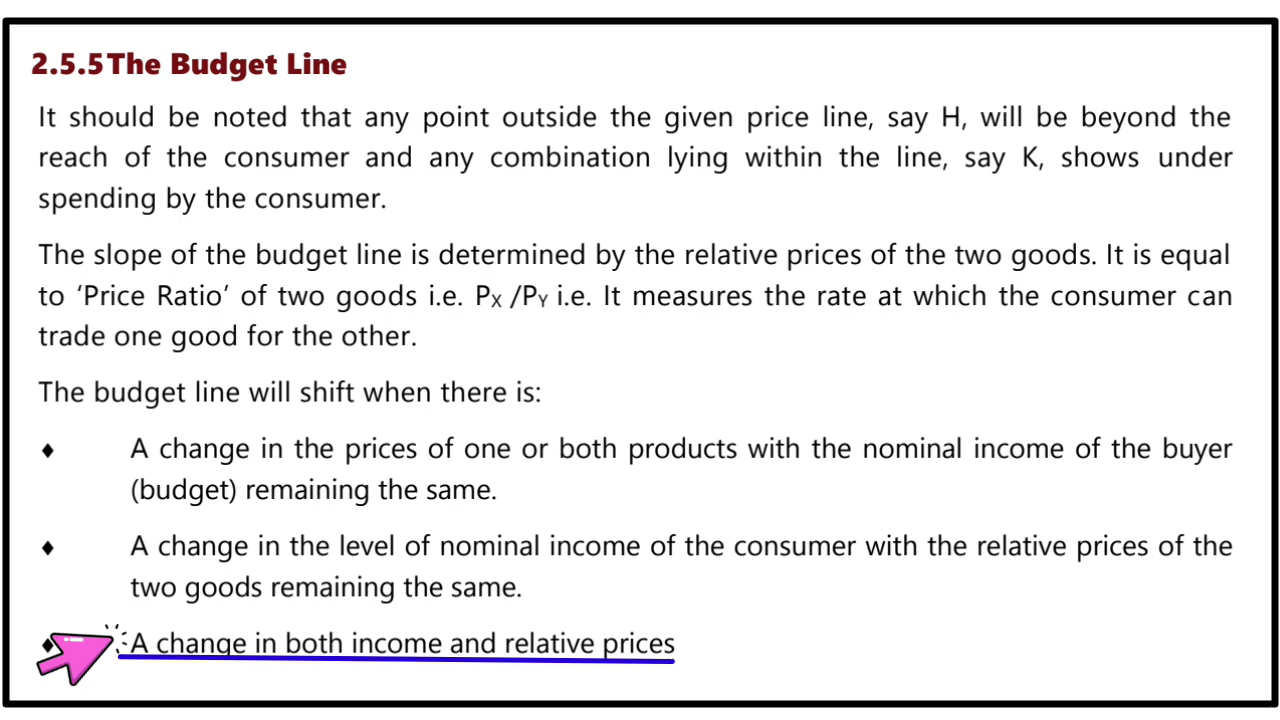 2.5.5 The Budget Line
It should be noted that any point outside the given price line, say H, will be beyond the
reach of the consumer and any combination lying within the line, say K, shows under
spending by the consumer.
The slope of the budget line is determined by the relative prices of the two goods. It is equal
to ‘Price Ratio’ of two goods i.e. PX /PY i.e. It measures the rate at which the consumer can
trade one good for the other.
The budget line will shift when there is:
♦ A change in the prices of one or both products with the nominal income of the buyer
(budget) remaining the same.
♦ A change in the level of nominal income of the consumer with the relative prices of the
two goods remaining the same.
♦ A change in both income and relative prices